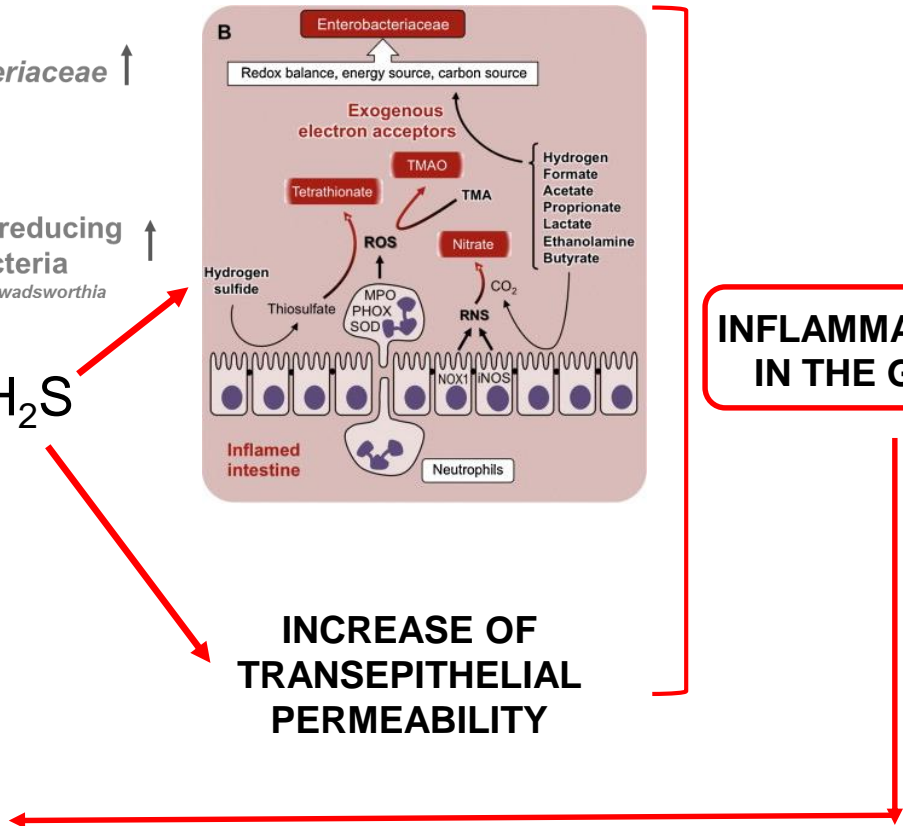 B
Enterobacteriaceae
Redox balance, energy source, carbon source
Exogenous
electron acceptors
TMAO
Tetrathionate
TMA
Hydrogen
Formate
Acetate
Proprionate
Lactate
Ethanolamine
Butyrate
ROS
Nitrate
Hydrogen
sulfide
Thiosulfate
MPO
PHOX
SOD
CO₂
RNS
NOX1
iNOS
Inflamed
intestine
Neutrophils
eriaceae
reducing
cteria
wadsworthia
H₂S
INFLAMMA
IN THE G
INCREASE OF
TRANSEPITHELIAL
PERMEABILITY